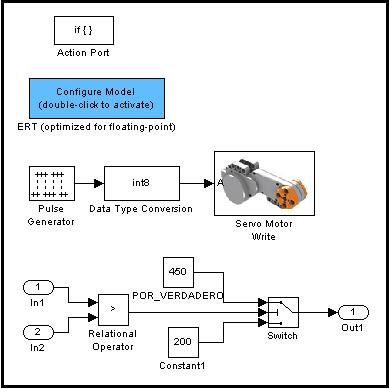 if { }
Action Port
Configure Model
(double-click to activate)
ERT (optimized for floating-point)
int8
A
Pulse
Generator
Data Type Conversion
Servo Motor
Write
450
POR_VERDADERO
1
In1
>
2
In2
Relational
Operator
200
Constant1
Switch
1
Out1